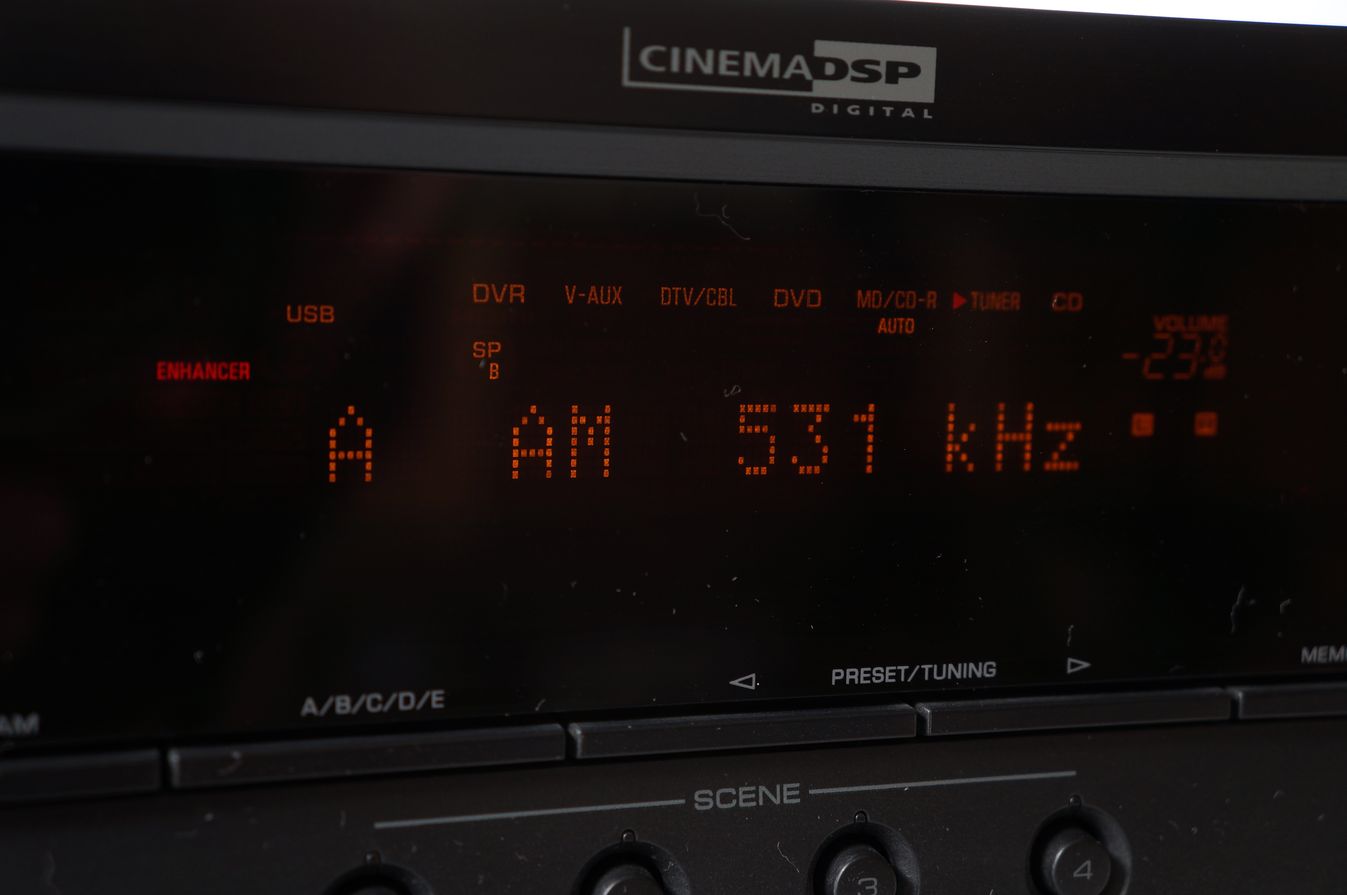 CINEMA DSP
DIGITAL
USB DVR V-AUX DTV/CBL DVD MD/CD-R TUNER CD
AUTO
VOLUME
SP
-23.0 dB
B
ENHANCER
A AM 531 kHz
L R
PRESET/TUNING
A/B/C/D/E
SCENE
3 4